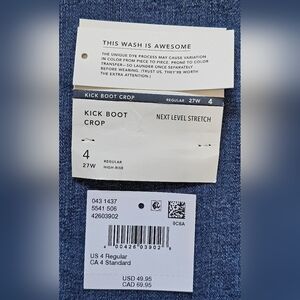 THIS WASH IS AWESOME
THE UNIQUE DYE PROCESS MAY CAUSE VARIATION
IN COLOR FROM PIECE TO PIECE. PRONE TO COLOR
TRANSFER—SO LAUNDER ONCE SEPARATELY
BEFORE WEARING. (TRUST US, THEY'RE WORTH
THE EXTRA ATTENTION.)
KICK BOOT CROP REGULAR 27W 4
KICK BOOT
CROP
NEXT LEVEL STRETCH
4
27W
REGULAR
HIGH-RISE
043 1437
5541 506
42603902
US 4 Regular
CA 4 Standard
USD 49.95
CAD 69.95